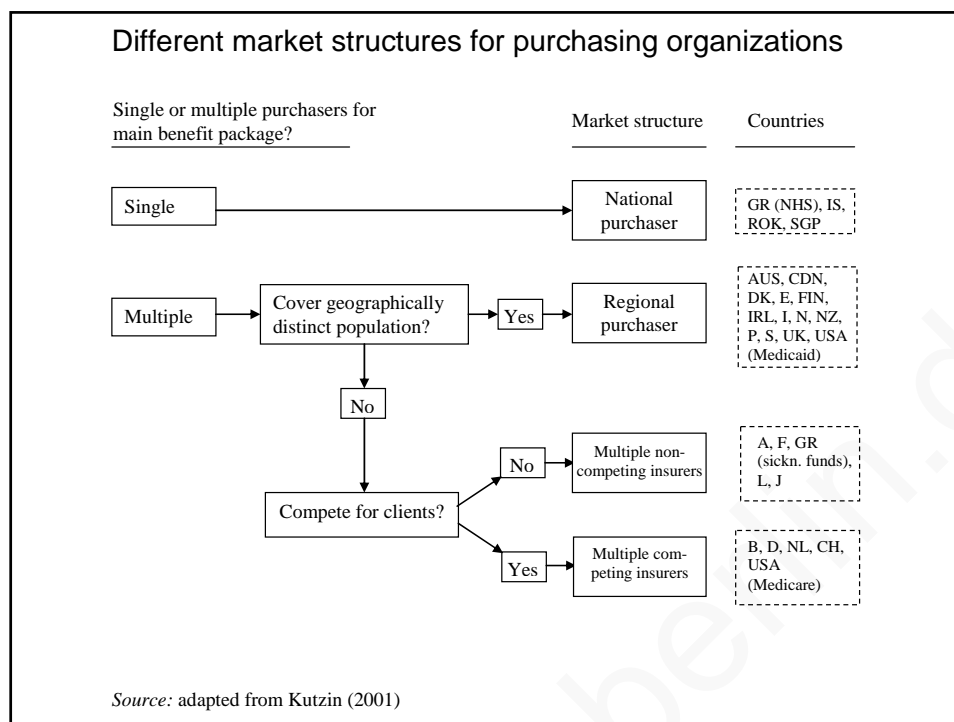 Different market structures for purchasing organizations
Single or multiple purchasers for
main benefit package?
Market structure
Countries
Single
National
purchaser
GR (NHS), IS,
ROK, SGP
Multiple
Cover geographically
distinct population?
Yes
Regional
purchaser
AUS, CDN,
DK, E, FIN,
IRL, I, N, NZ,
P, S, UK, USA
(Medicaid)
No
Compete for clients?
No
Multiple non-
competing insurers
A, F, GR
(sickn. funds),
L, J
Yes
Multiple com-
peting insurers
B, D, NL, CH,
USA
(Medicare)
Source: adapted from Kutzin (2001)
berlin.d